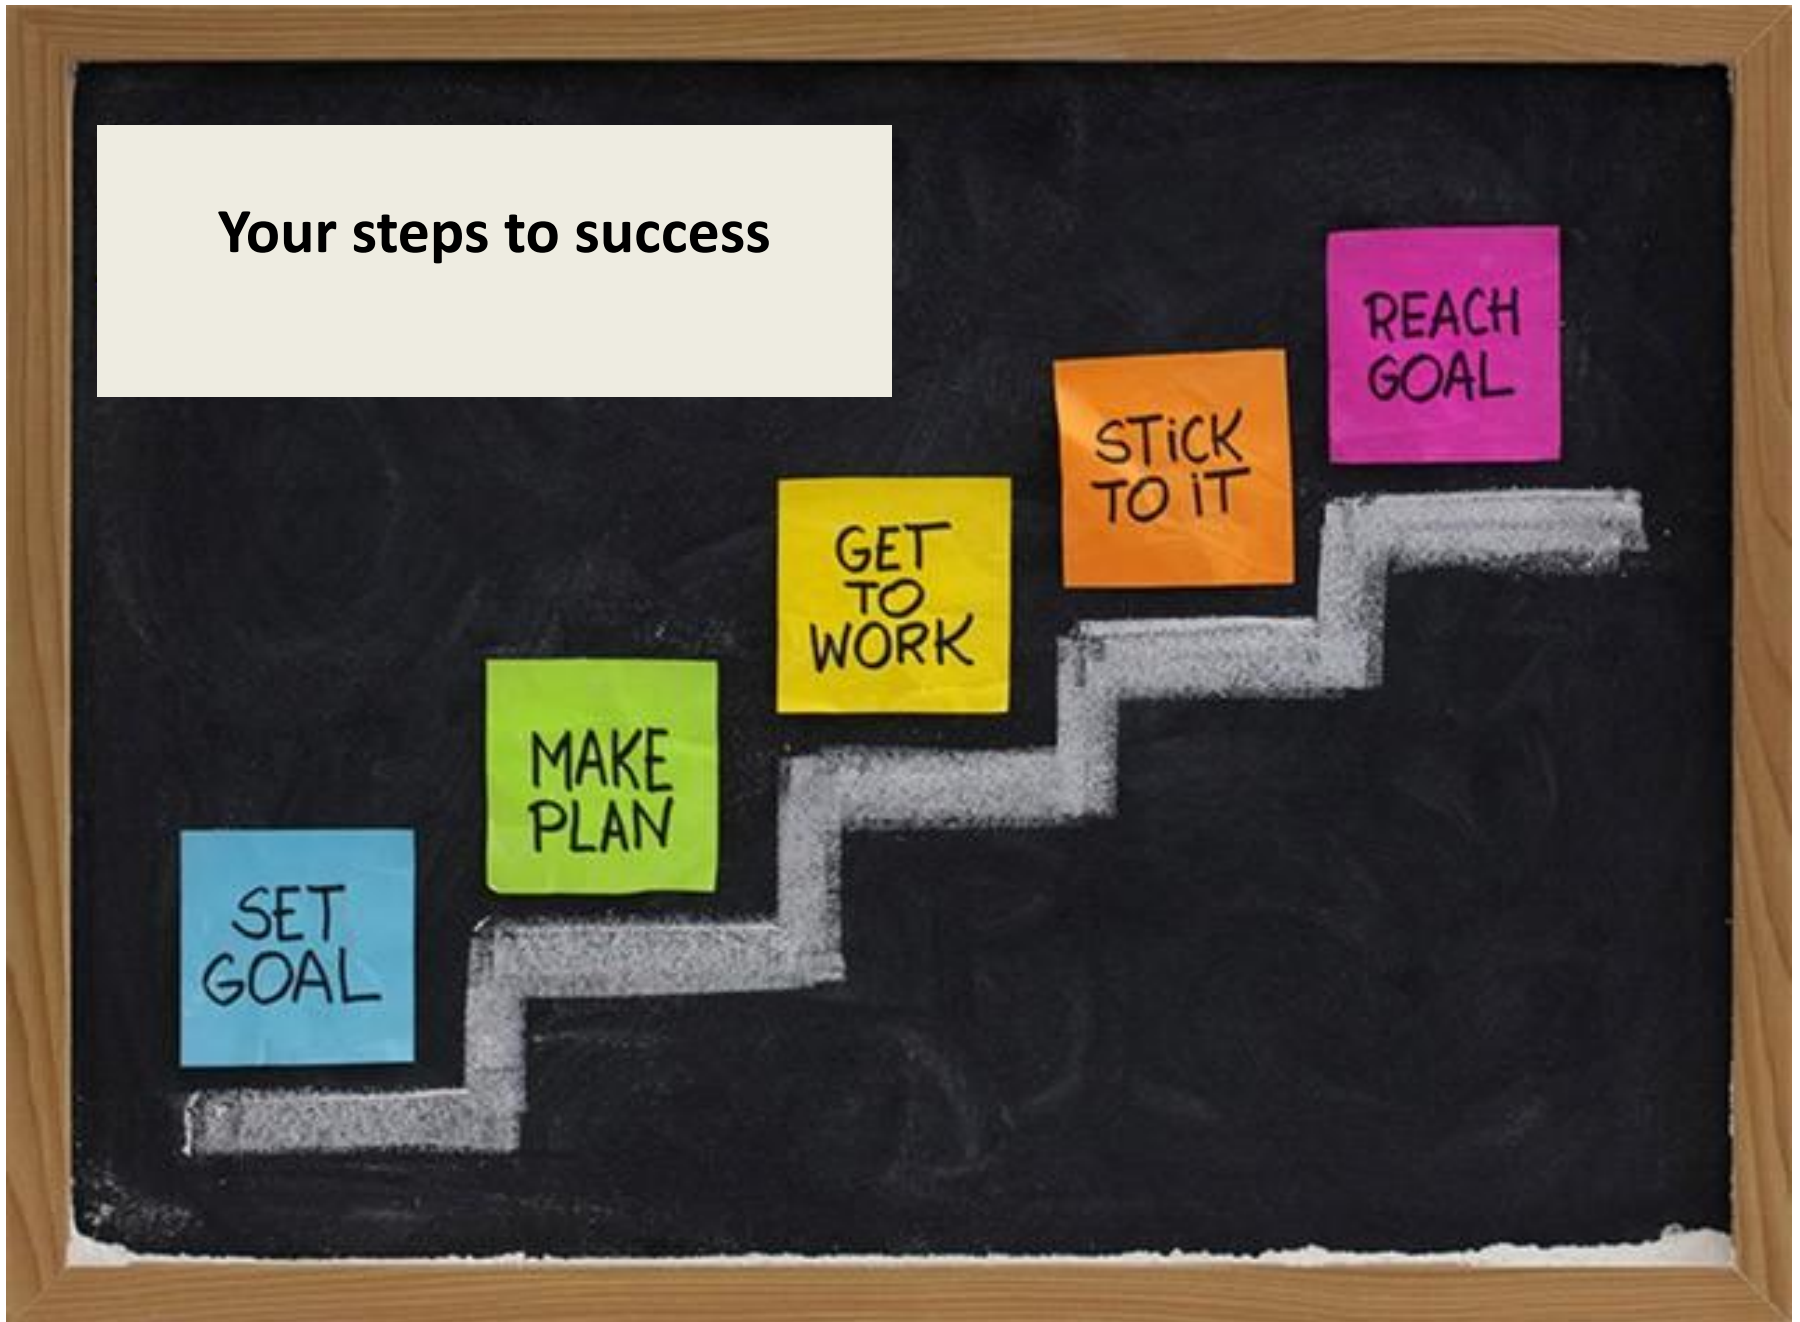 Your steps to success
SET
GOAL
MAKE
PLAN
GET
TO
WORK
STiCK
TO iT
REACH
GOAL